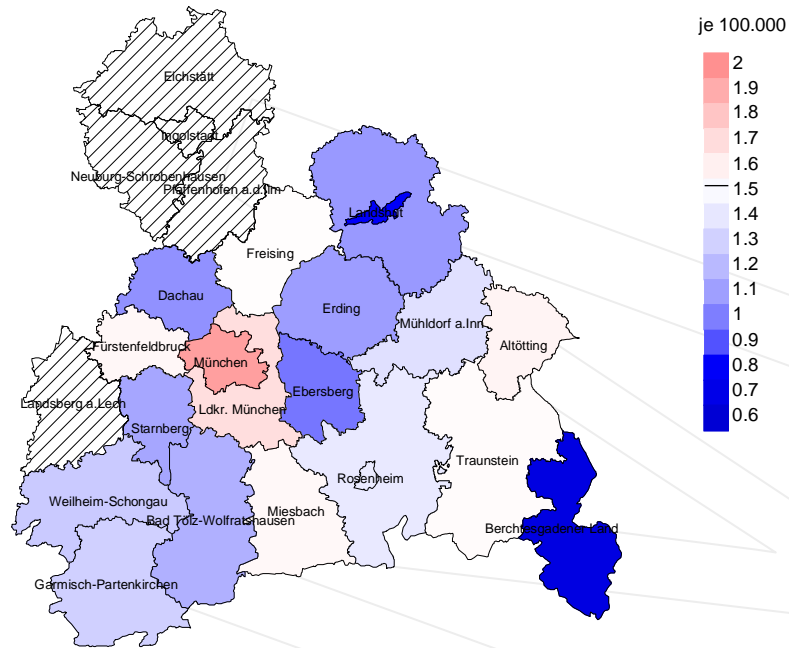 je 100.000
2
1.9
1.8
1.7
1.6
1.5
1.4
1.3
1.2
1.1
1
0.9
0.8
0.7
0.6
Eichstätt
Ingolstadt
Neuburg-Schrobenhausen
Pfaffenhofen a.d.Ilm
Landshut
Freising
Dachau
Erding
Mühldorf a.Inn
Fürstenfeldbruck
Altötting
München
Ebersberg
Landsberg a.Lech
Ldkr. München
Starnberg
Traunstein
Rosenheim
Weilheim-Schongau
Miesbach
Bad Tölz-Wolfratshausen
Berchtesgadener Land
Garmisch-Partenkirchen